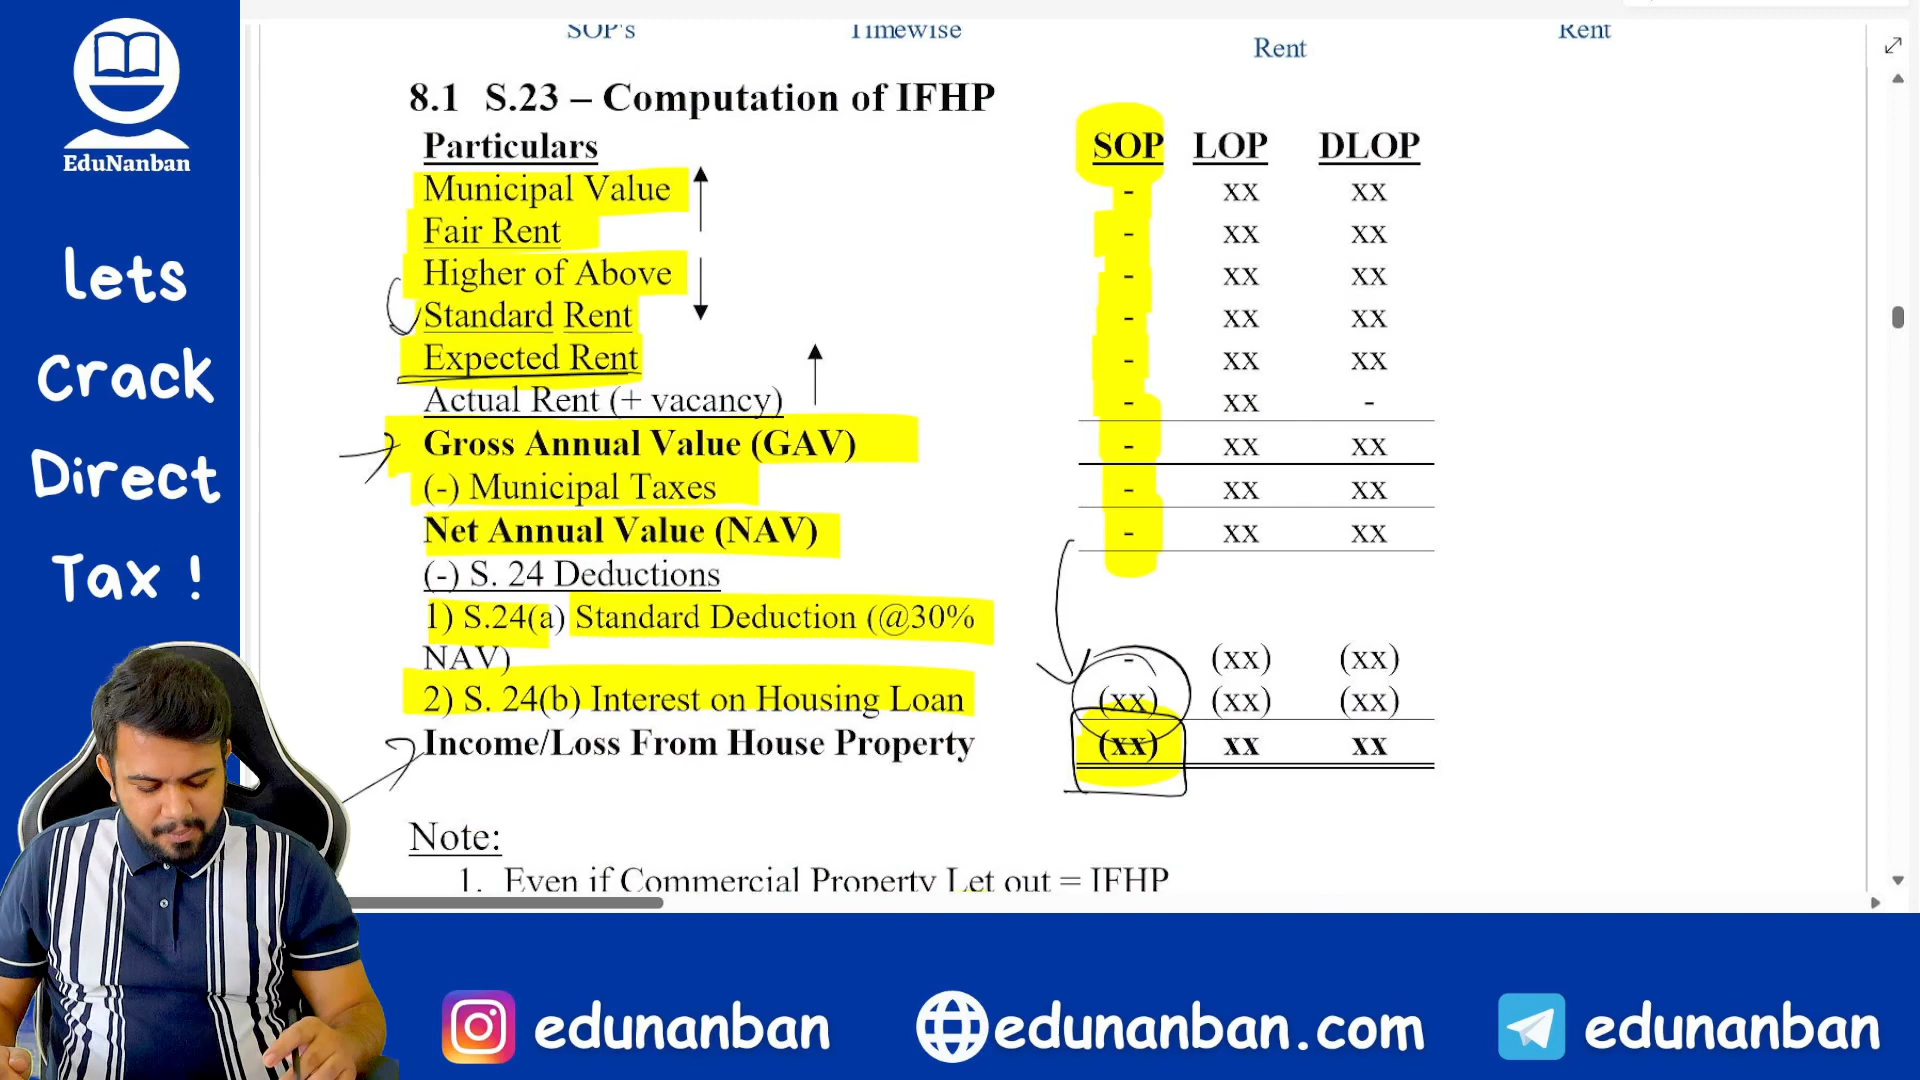 SOP's Timewise Rent Rent
8.1 S.23 – Computation of IFHP
Particulars SOP LOP DLOP
Municipal Value - xx xx
Fair Rent - xx xx
Higher of Above - xx xx
Standard Rent - xx xx
Expected Rent - xx xx
Actual Rent (+ vacancy) - xx -
Gross Annual Value (GAV) - xx xx
(-) Municipal Taxes - xx xx
Net Annual Value (NAV) - xx xx
(-) S. 24 Deductions
1) S.24(a) Standard Deduction (@30%
NAV) - (xx) (xx)
2) S. 24(b) Interest on Housing Loan (xx) (xx) (xx)
Income/Loss From House Property (xx) xx xx
Note:
1. Even if Commercial Property Let out = IFHP
EduNanban
Lets
Crack
Direct
Tax !
edunanban edunanban.com edunanban